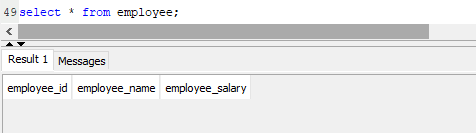 49 select * from employee;
Result 1 Messages
employee_id employee_name employee_salary